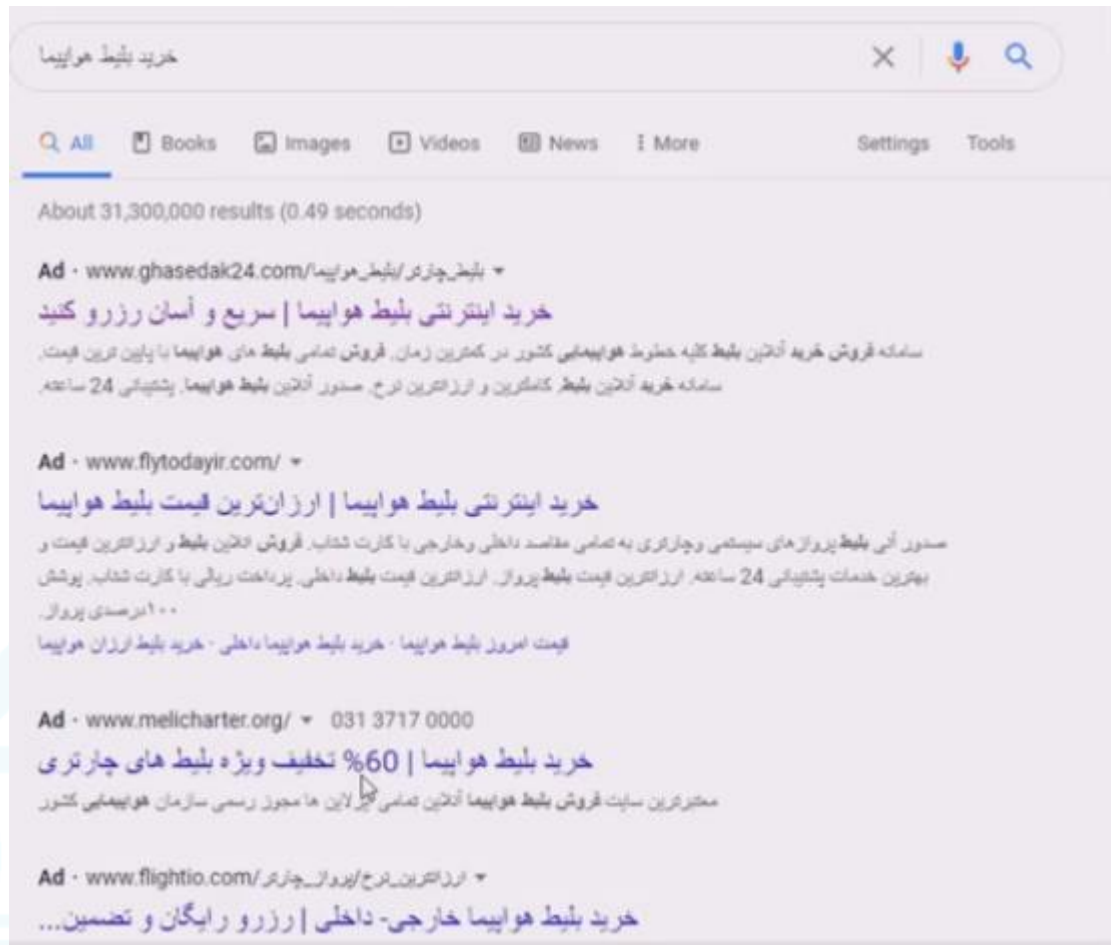 خرید بلیط هواپیما
All Books Images Videos News More Settings Tools
About 31,300,000 results (0.49 seconds)
Ad · www.ghasedak24.com/بلیط_هواپیما/بلیط_چارتر
خرید اینترنتی بلیط هواپیما | سریع و آسان رزرو کنید
سامانه فروش خرید آنلاین بلیط کلیه خطوط هواپیمایی کشور در کمترین زمان. فروش تمامی بلیط های هواپیما با پایین ترین قیمت.
سامانه خرید آنلاین بلیط, کاملترین و ارزانترین نرخ. صدور آنلاین بلیط هواپیما. پشتیبانی 24 ساعته.
Ad · www.flytodayir.com/
خرید اینترنتی بلیط هواپیما | ارزان‌ترین قیمت بلیط هواپیما
صدور آنی بلیط پرواز های سیستمی وچارتری به تمامی مقاصد داخلی وخارجی با کارت شتاب. فروش انلاین بلیط و ارزانترین قیمت و
بهترین خدمات پشتیبانی 24 ساعته. ارزانترین قیمت بلیط پرواز. ارزانترین قیمت بلیط داخلی. پرداخت ریالی با کارت شتاب. پوشش
۱۰۰درصدی پرواز.
قیمت امروز بلیط هواپیما · خرید بلیط هواپیما داخلی · خرید بلیط ارزان هواپیما
Ad · www.melicharter.org/ 031 3717 0000
خرید بلیط هواپیما | 60% تخفیف ویژه بلیط های چارتری
معتبرترین سایت فروش بلیط هواپیما آنلاین تمامی ایرلاین ها مجوز رسمی سازمان هواپیمایی کشور
Ad · www.flightio.com/پرواز_چارتر/ارزانترین_نرخ
خرید بلیط هواپیما خارجی- داخلی | رزرو رایگان و تضمین...